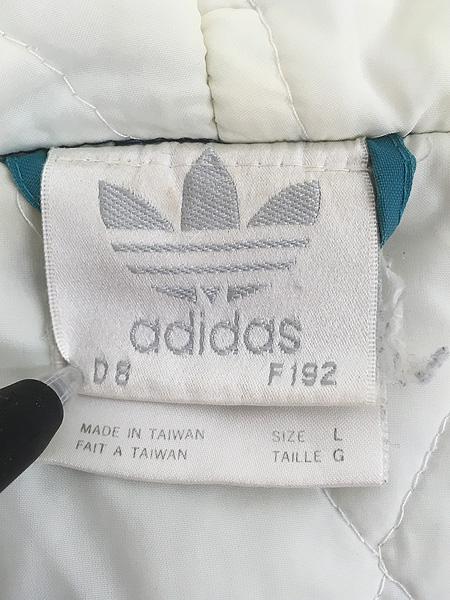 adidas
D8 F192
MADE IN TAIWAN SIZE L
FAIT A TAIWAN TAILLE G